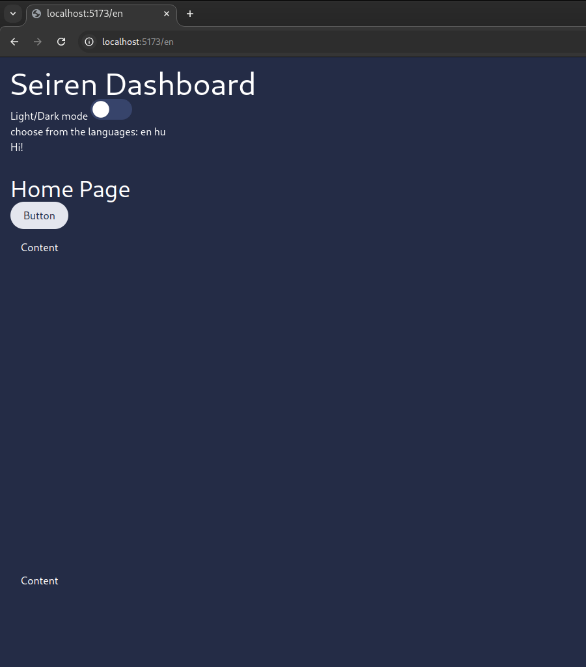 localhost:5173/en
localhost:5173/en
Seiren Dashboard
Light/Dark mode
choose from the languages: en hu
Hi!
Home Page
Button
Content
Content